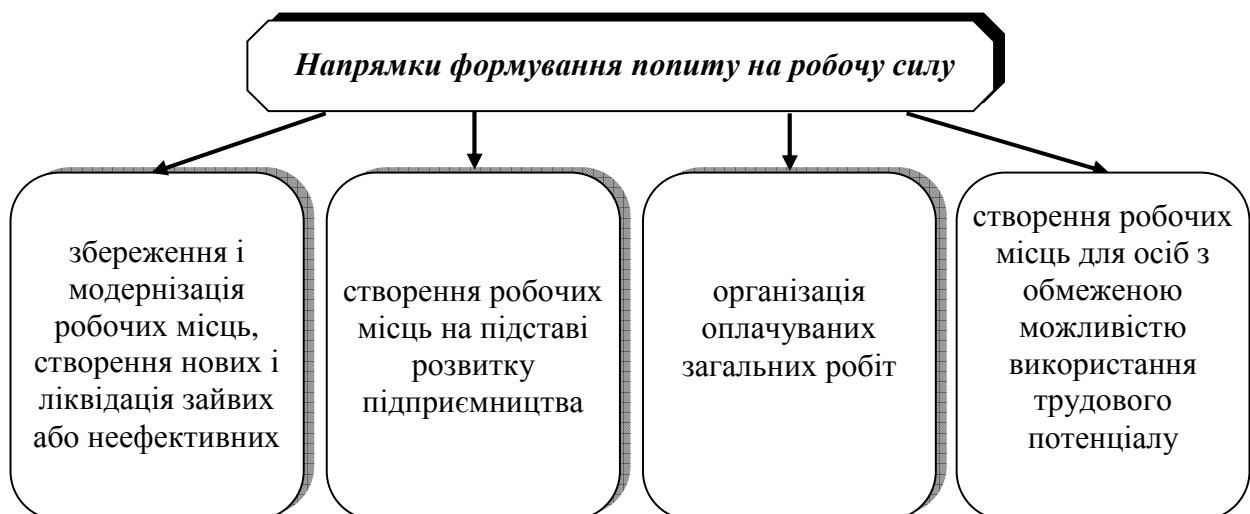 Напрямки формування попиту на робочу силу
збереження і
модернізація
робочих місць,
створення нових і
ліквідація зайвих
або неефективних
створення робочих
місць на підставі
розвитку
підприємництва
організація
оплачуваних
загальних робіт
створення робочих
місць для осіб з
обмеженою
можливістю
використання
трудового
потенціалу